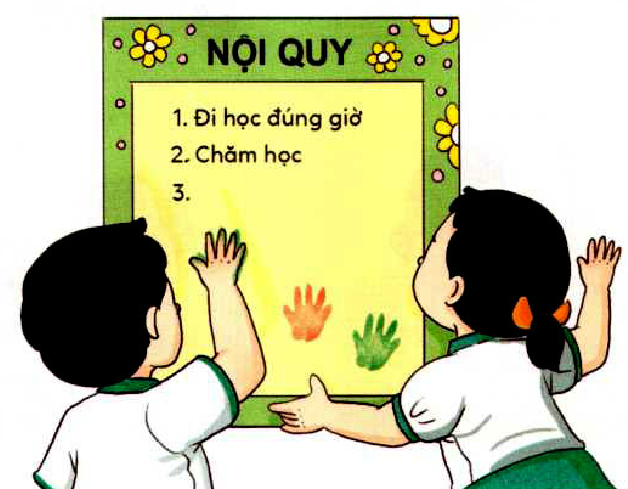 NỘI QUY
1. Đi học đúng giờ
2. Chăm học
3.